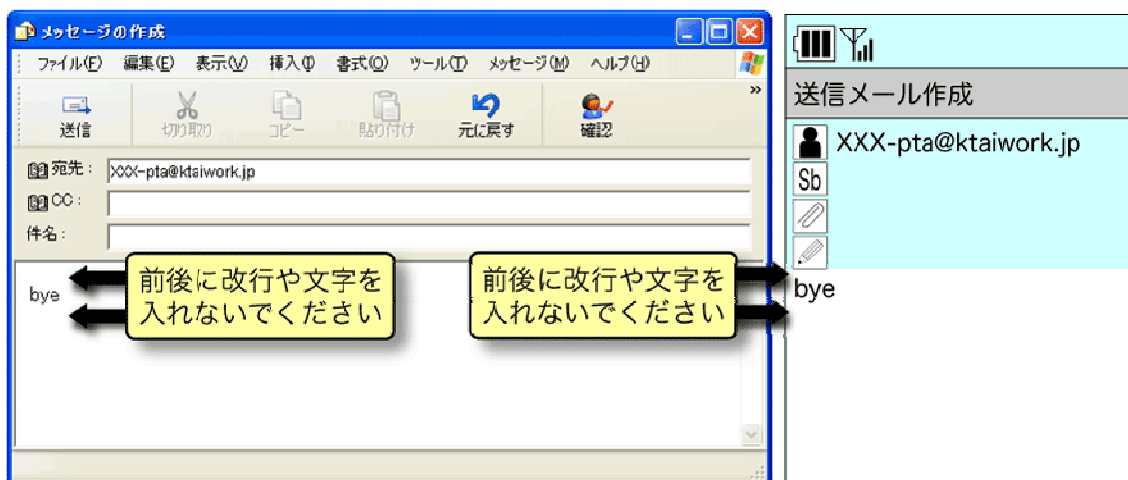 メッセージの作成
ファイル(F) 編集(E) 表示(V) 挿入(I) 書式(O) ツール(T) メッセージ(M) ヘルプ(H)
送信 切り取り コピー 貼り付け 元に戻す 確認 »
宛先: XXX-pta@ktaiwork.jp
CC:
件名:
bye
前後に改行や文字を
入れないでください
前後に改行や文字を
入れないでください
送信メール作成
XXX-pta@ktaiwork.jp
Sb
bye